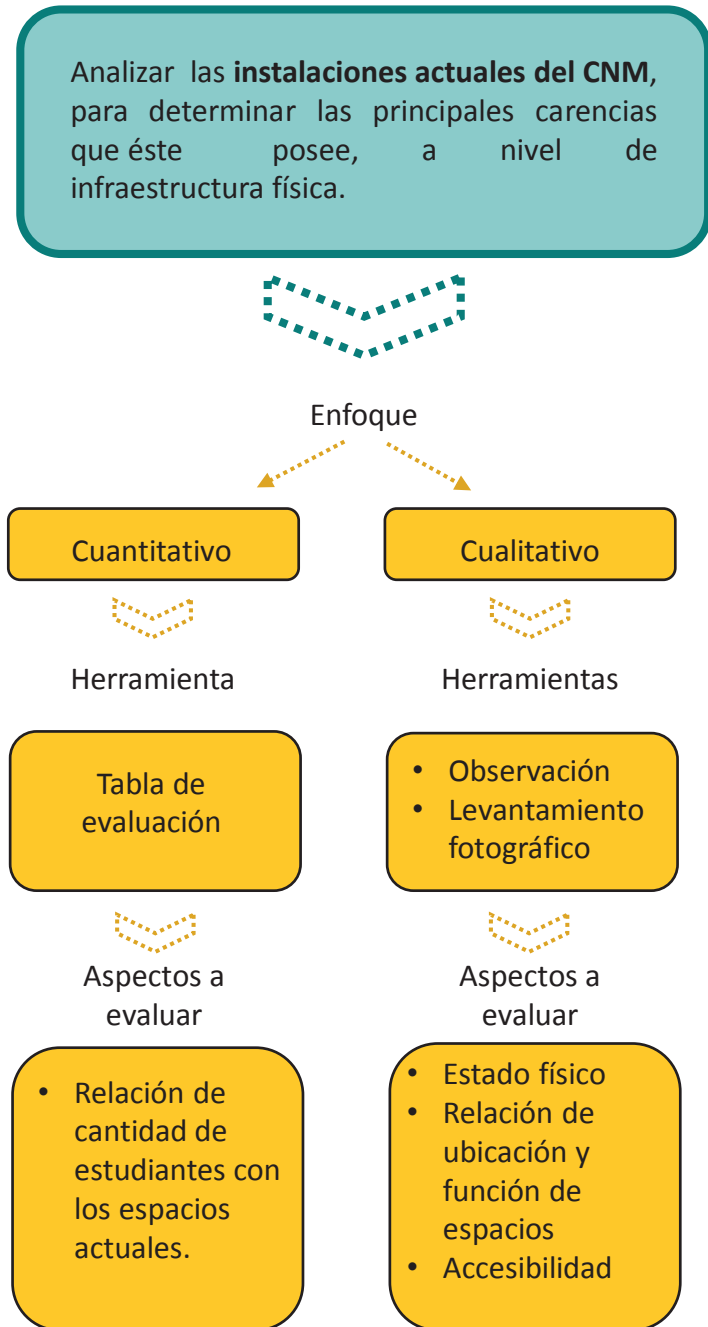 Analizar las instalaciones actuales del CNM,
para determinar las principales carencias
que éste posee, a nivel de
infraestructura física.
Enfoque
Cuantitativo
Herramienta
Tabla de
evaluación
Aspectos a
evaluar
• Relación de
cantidad de
estudiantes con
los espacios
actuales.
Cualitativo
Herramientas
• Observación
• Levantamiento
fotográfico
Aspectos a
evaluar
• Estado físico
• Relación de
ubicación y
función de
espacios
• Accesibilidad